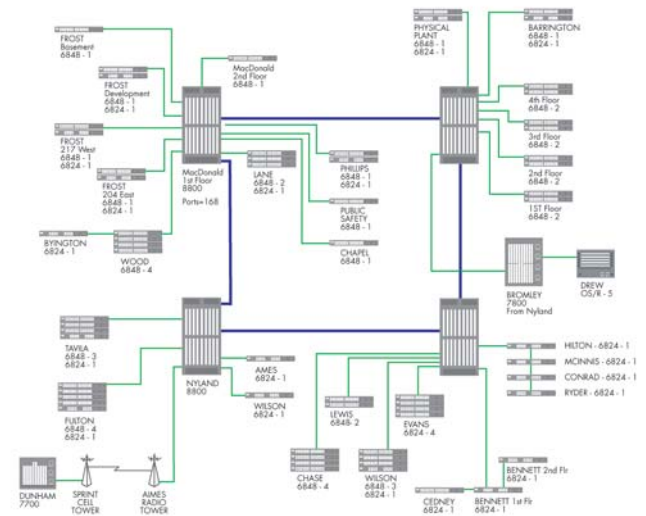 FROST
Basement
6848 - 1
MacDonald
2nd Floor
6848 - 1
FROST
Development
6848 - 1
6824 - 1
FROST
217 West
6848 - 1
6824 - 1
FROST
204 East
6848 - 1
6824 - 1
MacDonald
1st Floor
8800
Ports=168
LANE
6848 - 2
6824 - 1
PHILLIPS
6848 - 1
6824 - 1
PUBLIC
SAFETY
6848 - 1
CHAPEL
6848 - 1
BYINGTON
6824 - 1
WOOD
6848 - 4
PHYSICAL
PLANT
6848 - 1
6824 - 1
BARRINGTON
6848 - 1
6824 - 1
4th Floor
6848 - 2
3rd Floor
6848 - 2
2nd Floor
6848 - 2
1ST Floor
6848 - 2
BROMLEY
7800
From Nyland
DREW
OS/R - 5
TAVILA
6848 - 3
6824 - 1
FULTON
6848 - 4
6824 - 1
NYLAND
8800
AMES
6824 - 1
WILSON
6824 - 1
DUNHAM
7700
SPRINT
CELL
TOWER
AIMES
RADIO
TOWER
HILTON - 6824 - 1
MCINNIS - 6824 - 1
CONRAD - 6824 - 1
RYDER - 6824 - 1
LEWIS
6848- 2
EVANS
6824 - 4
CHASE
6848 - 4
WILSON
6848 - 3
6824 - 1
BENNETT 2nd Flr
6824 - 1
CEDNEY
6824 - 1
BENNETT 1st Flr
6824 - 1